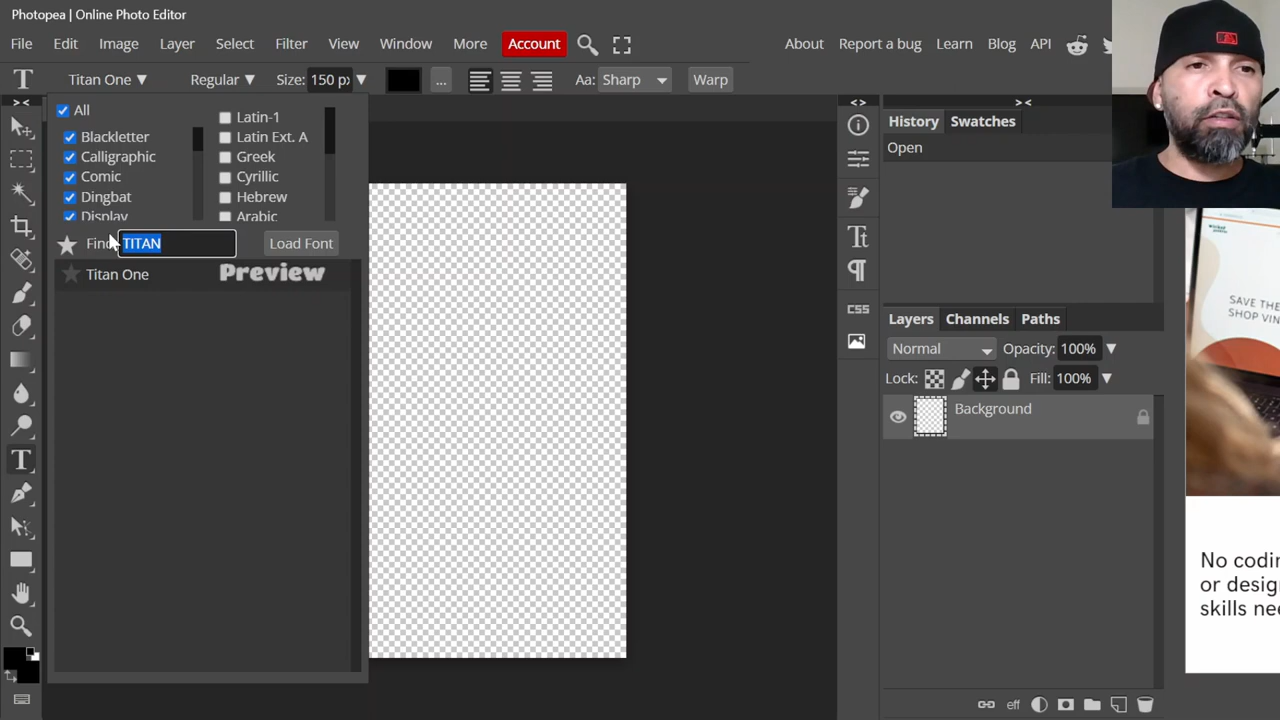 Photopea | Online Photo Editor
File Edit Image Layer Select Filter View Window More Account About Report a bug Learn Blog API
T Titan One Regular Size: 150 px ... Aa: Sharp Warp
All
Blackletter
Calligraphic
Comic
Dingbat
Display
Latin-1
Latin Ext. A
Greek
Cyrillic
Hebrew
Arabic
Find TITAN Load Font
Titan One Preview
> <
< >
> <
History Swatches
Open
CSS
Layers Channels Paths
Normal Opacity: 100%
Lock: Fill: 100%
Background
eff
SAVE THE
SHOP VIN
No codin
or desig
skills ne